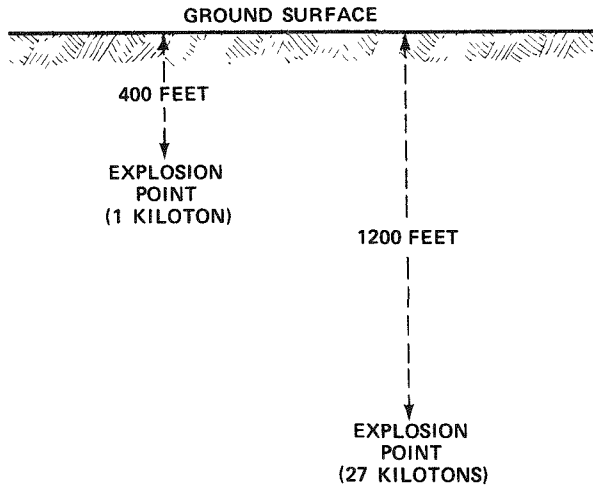 GROUND SURFACE
400 FEET
EXPLOSION
POINT
(1 KILOTON)
1200 FEET
EXPLOSION
POINT
(27 KILOTONS)